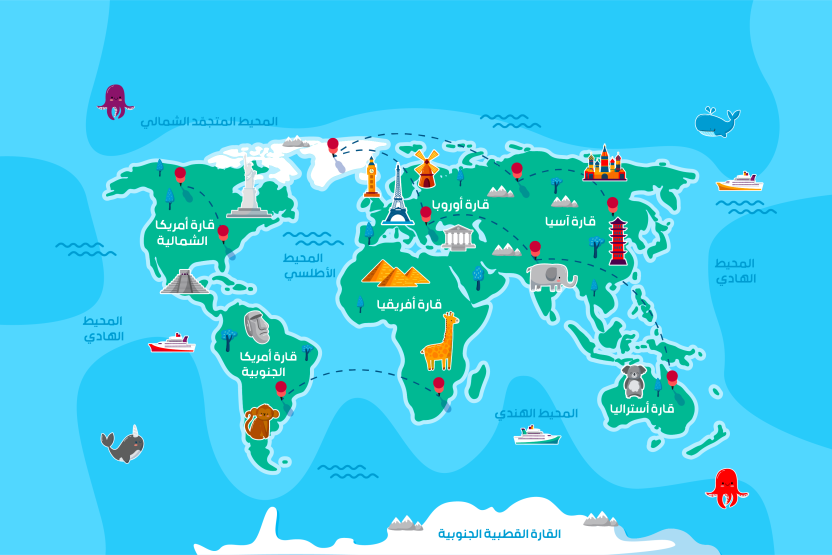 المحيط المتجمد الشمالي
قارة أوروبا
قارة آسيا
قارة أمريكا
الشمالية
المحيط
الأطلسي
المحيط
الهادي
قارة أفريقيا
المحيط
الهادي
قارة أمريكا
الجنوبية
قارة أستراليا
المحيط الهندي
القارة القطبية الجنوبية